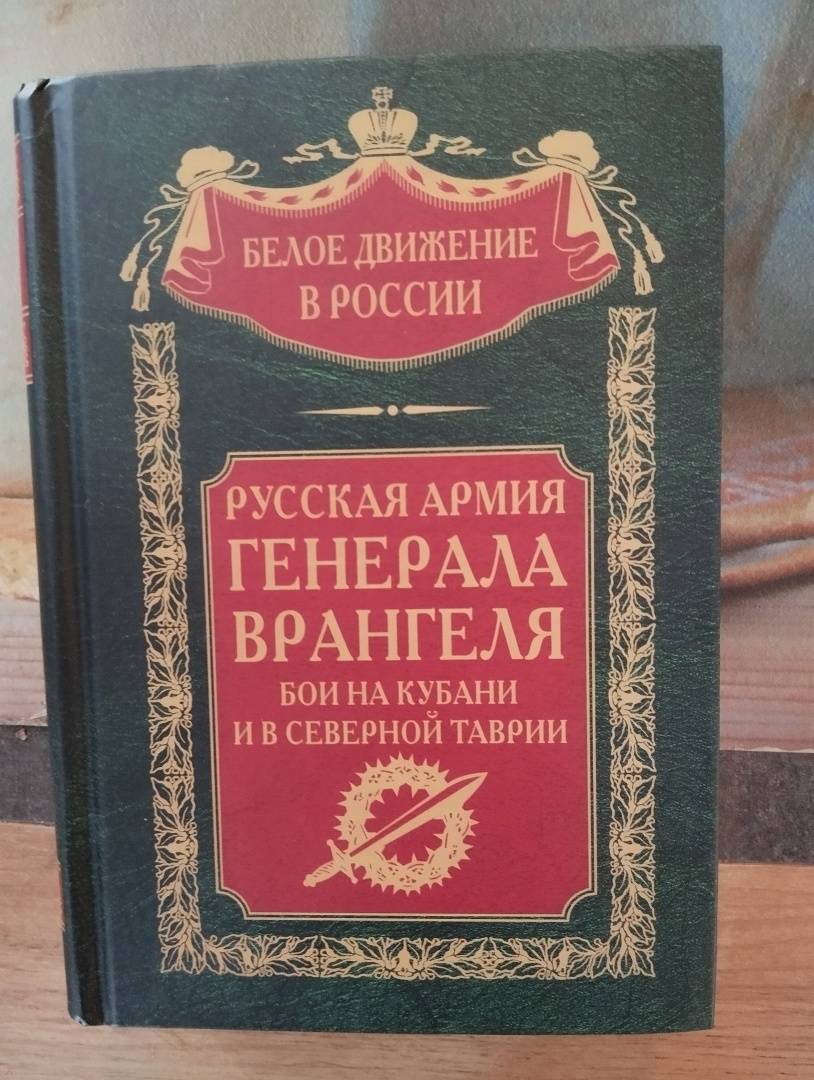 БЕЛОЕ ДВИЖЕНИЕ
В РОССИИ
РУССКАЯ АРМИЯ
ГЕНЕРАЛА
ВРАНГЕЛЯ
БОИ НА КУБАНИ
И В СЕВЕРНОЙ ТАВРИИ